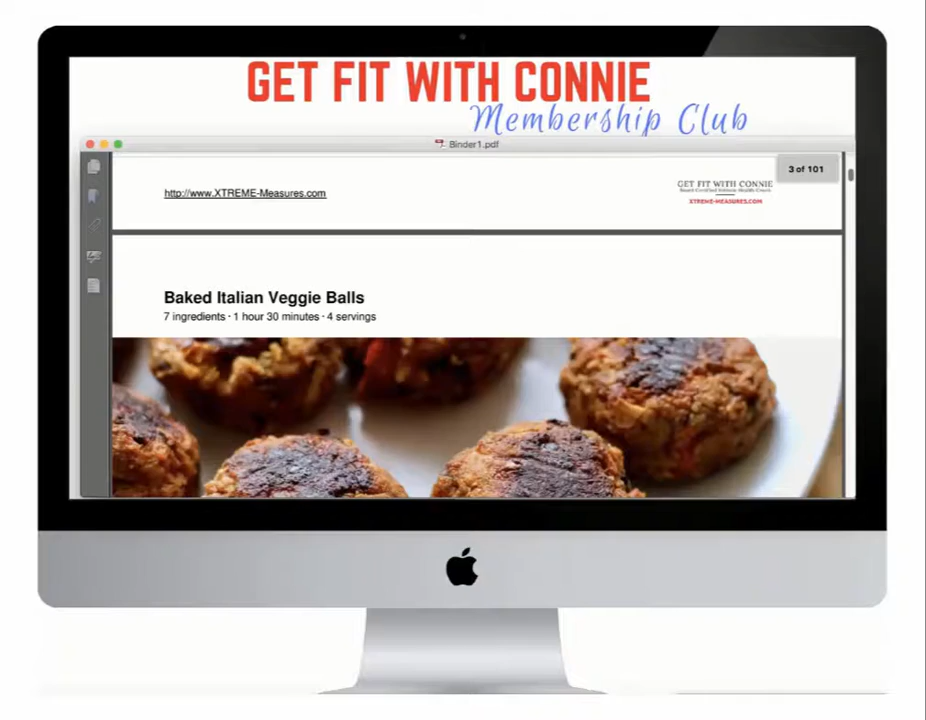 GET FIT WITH CONNIE
Membership Club
Binder1.pdf
3 of 101
http://www.XTREME-Measures.com
GET FIT WITH CONNIE
XTREME-MEASURES.COM
Baked Italian Veggie Balls
7 ingredients · 1 hour 30 minutes · 4 servings